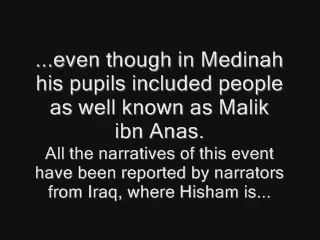 ...even though in Medinah
his pupils included people
as well known as Malik
ibn Anas.
All the narratives of this event
have been reported by narrators
from Iraq, where Hisham is...